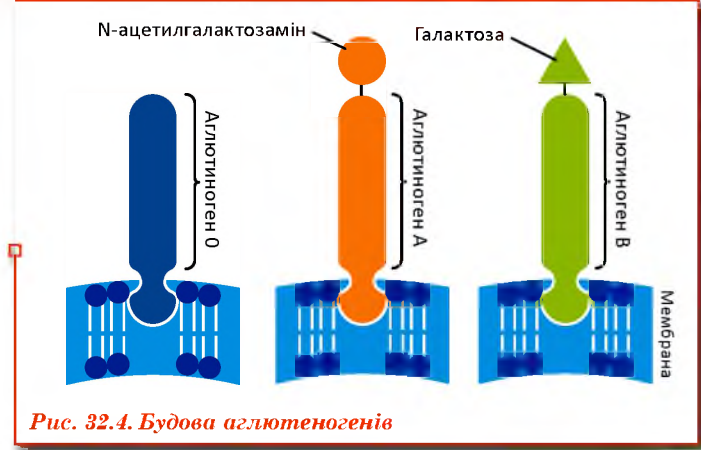 N-ацетилгалактозамін
Галактоза
Аглютиноген 0
Аглютиноген А
Аглютиноген В
Мембрана
Рис. 32.4. Будова аглютеногенів